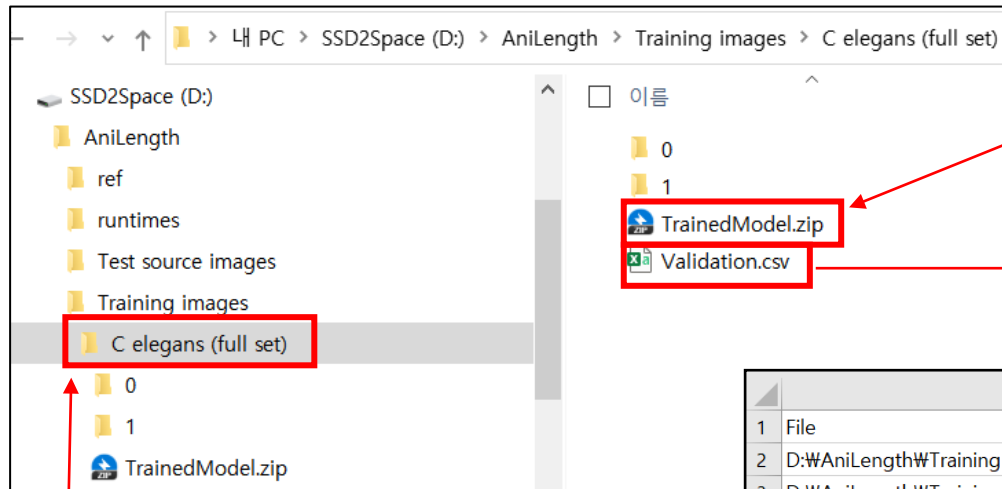 내 PC > SSD2Space (D:) > AniLength > Training images > C elegans (full set)
SSD2Space (D:)
AniLength
ref
runtimes
Test source images
Training images
C elegans (full set)
0
1
TrainedModel.zip
이름
0
1
TrainedModel.zip
Validation.csv
1 File
2 D:₩AniLength₩Training